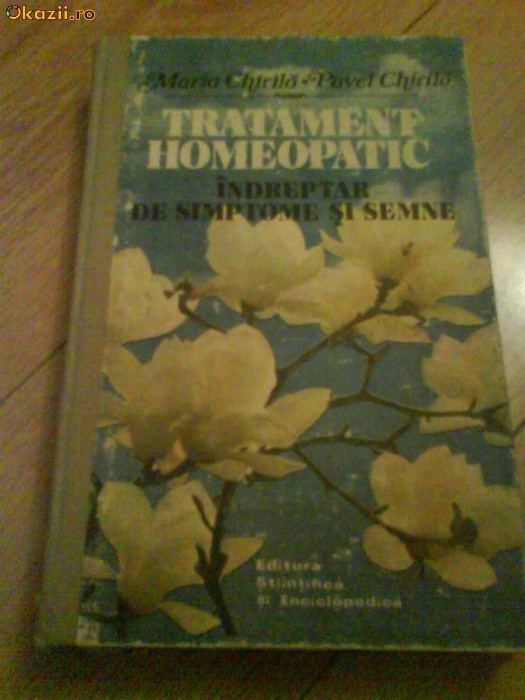 Okazii.ro
Maria Chirilă • Pavel Chirilă
TRATAMENT
HOMEOPATIC
ÎNDREPTAR
DE SIMPTOME ȘI SEMNE
Editura
Științifică
și Enciclopedică